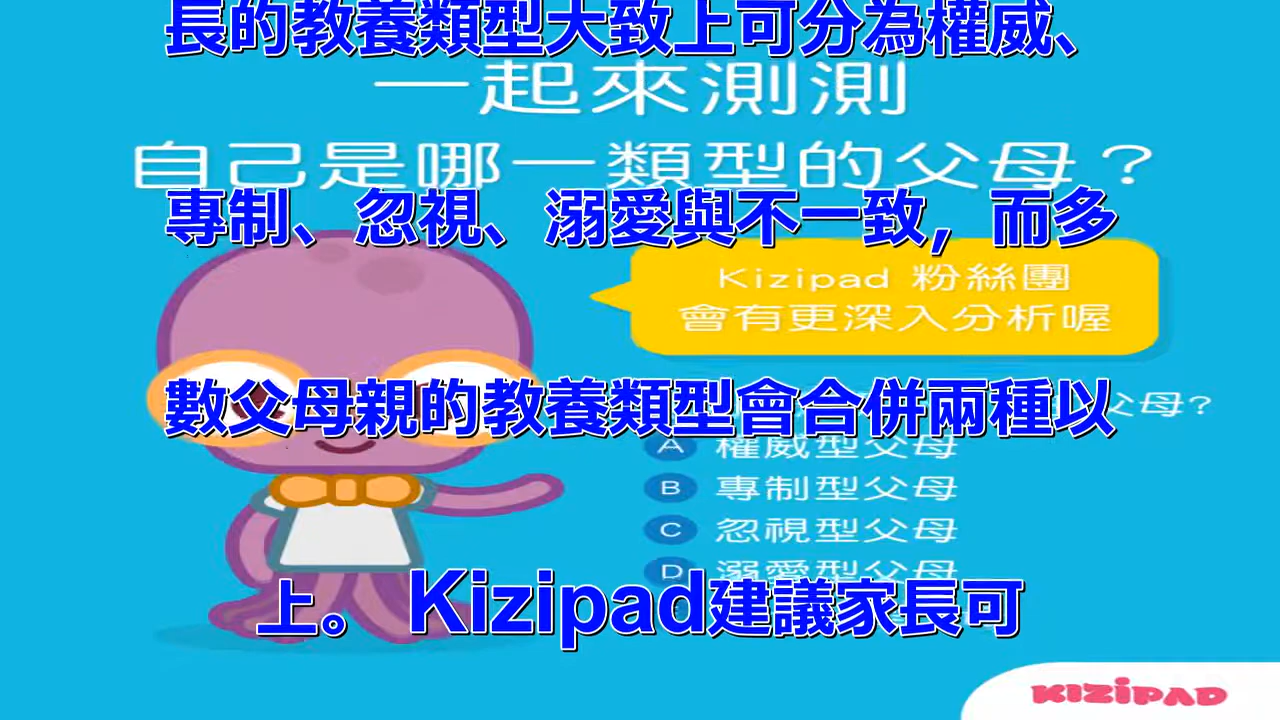 長的教養類型大致上可分為權威、
一起來測測
自己是哪一類型的父母？
專制、忽視、溺愛與不一致，而多
Kizipad 粉絲團
會有更深入分析喔
數父母親的教養類型會合併兩種以
父母?
A 權威型父母
B 專制型父母
C 忽視型父母
D 溺愛型父母
上。 Kizipad建議家長可
KIZIPAD